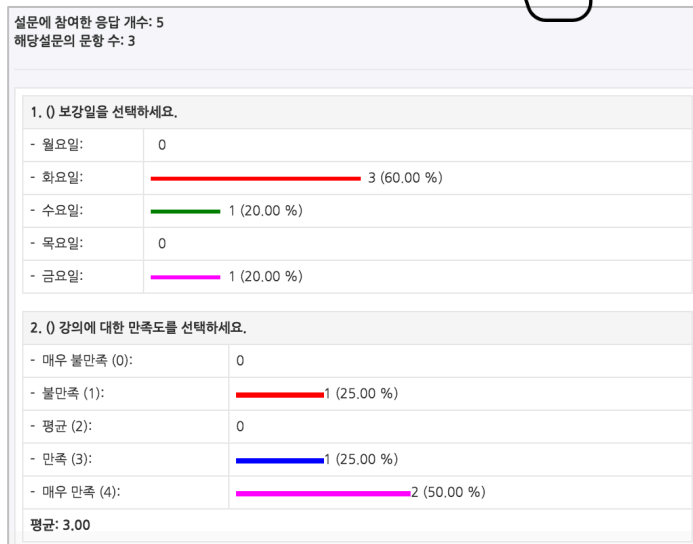 설문에 참여한 응답 개수: 5
해당설문의 문항 수: 3
1. () 보강일을 선택하세요.
- 월요일: 0
- 화요일: 3 (60.00 %)
- 수요일: 1 (20.00 %)
- 목요일: 0
- 금요일: 1 (20.00 %)
2. () 강의에 대한 만족도를 선택하세요.
- 매우 불만족 (0): 0
- 불만족 (1): 1 (25.00 %)
- 평균 (2): 0
- 만족 (3): 1 (25.00 %)
- 매우 만족 (4): 2 (50.00 %)
평균: 3.00